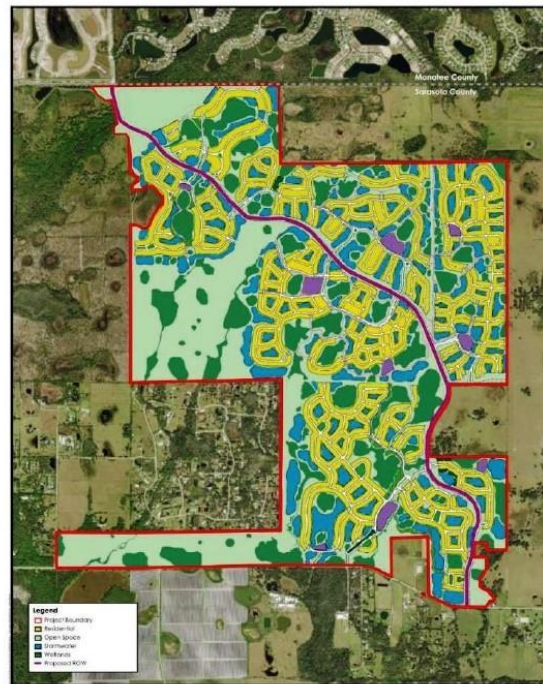 Manatee County
Sarasota County
Legend
Project Boundary
Residential
Open Space
Stormwater
Wetlands
Proposed ROW